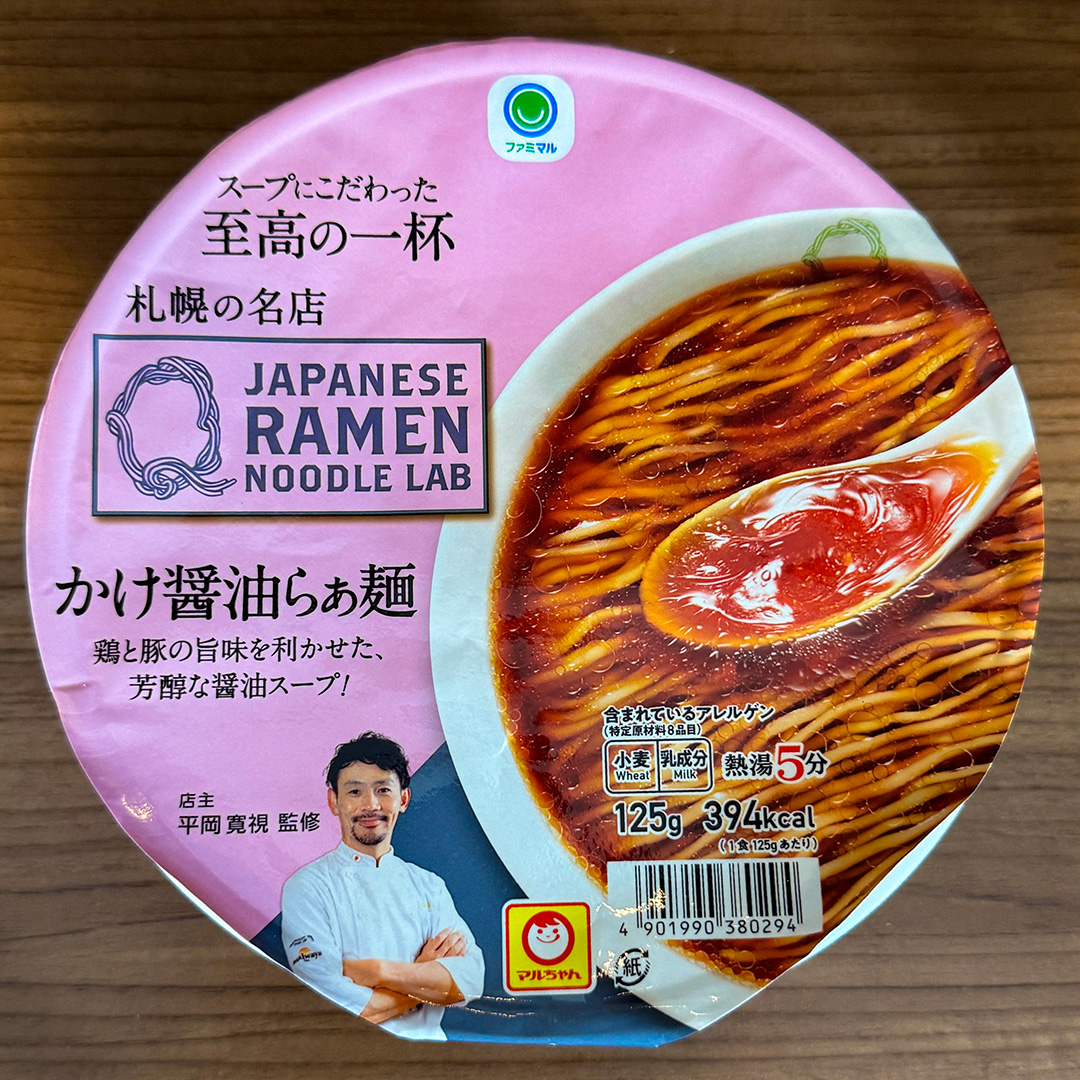 ファミマル
スープにこだわった
至高の一杯
札幌の名店
JAPANESE
RAMEN
NOODLE LAB
かけ醤油らぁ麺
鶏と豚の旨味を利かせた、
芳醇な醤油スープ!
店主
平岡 寛視 監修
含まれているアレルゲン
(特定原材料8品目)
小麦 乳成分
Wheat Milk
熱湯5分
125g 394kcal
(1食125gあたり)
4 901990 380294
マルちゃん
紙